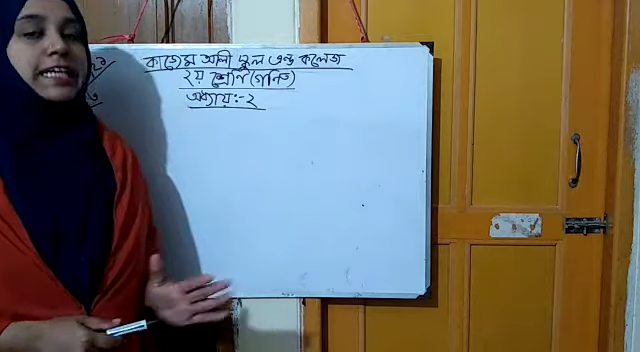 কাজেম আলী স্কুল এন্ড কলেজ
২য় শ্রেণি (গণিত)
অধ্যায়:-২